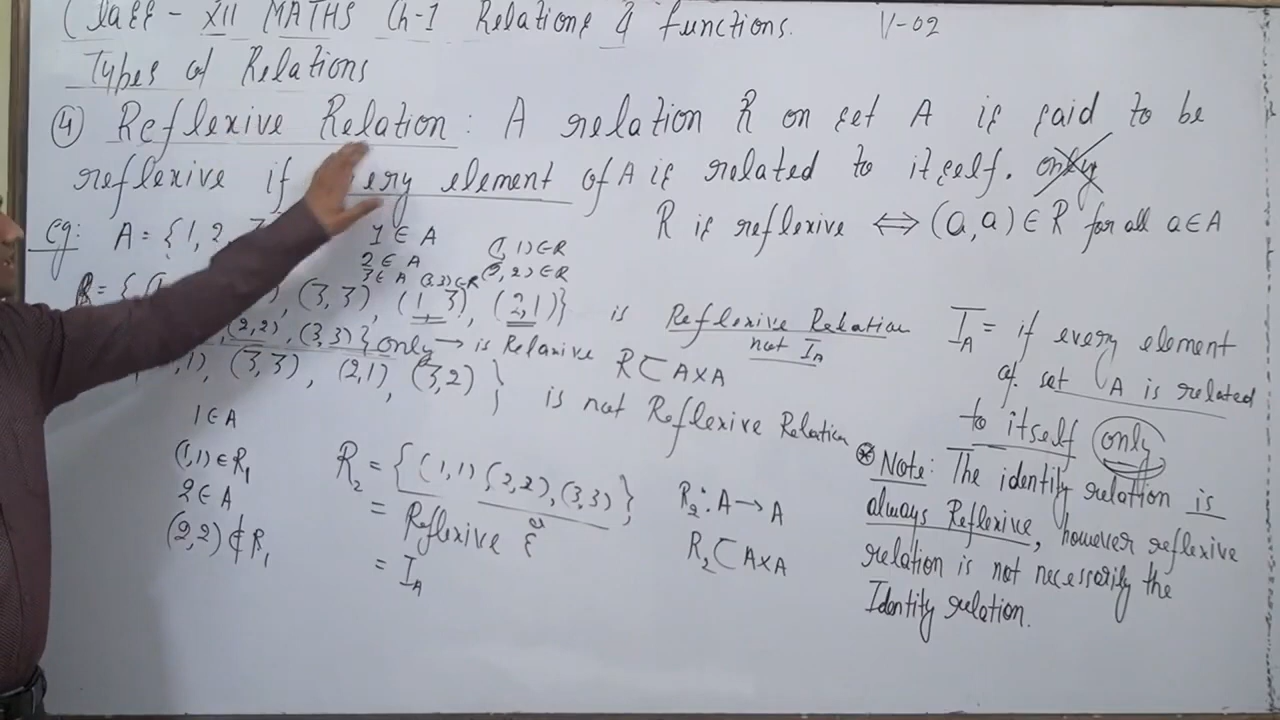 Class - XII MATHS Ch-1 Relations & functions. V-02
Types of Relations
(4) Reflexive Relation : A relation R on set A is said to be
reflexive if every element of A is related to itself. only
R is reflexive ⟺ (a,a) ∈ R for all a∈A
eg: A = {1, 2, 3
1 ∈ A (1, 1) ∈ R
2 ∈ A (2, 2) ∈ R
3 ∈ A (3,3) ∈ R
R = { (3, 3), (1, 3), (2, 1)} is Reflexive Relation
not I_A
(2,2), (3,3)} only → is Relaxive R ⊂ A×A
1), (3,3), (2,1) (3,2) } is not Reflexive Relation
1 ∈ A
(1,1) ∈ R₁
2 ∈ A
(2,2) ∉ R₁
R₂ = { (1,1) (2,2), (3,3) }
= Reflexive
= I_A
R₂ : A → A
R₂ ⊂ A×A
I_A = if every element
of set A is related
to itself only
* Note: The identity relation is
always Reflexive, however reflexive
relation is not necessarily the
Identity relation.